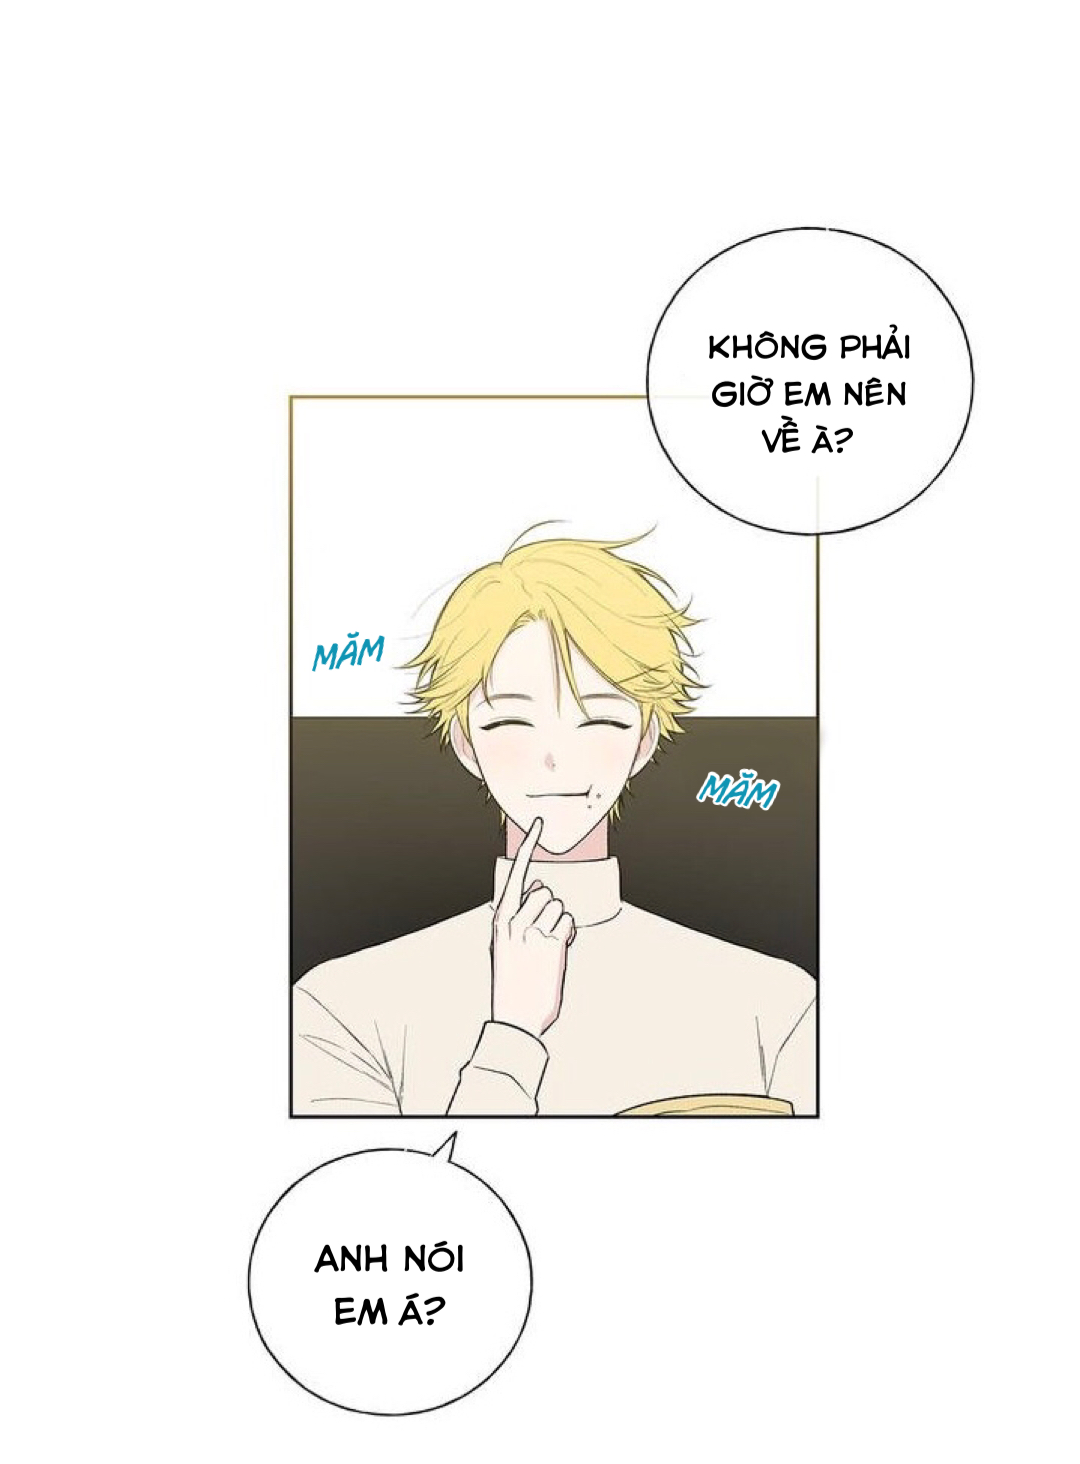 KHÔNG PHẢI
GIỜ EM NÊN
VỀ À?
MĂM
MĂM
ANH NÓI
EM Á?